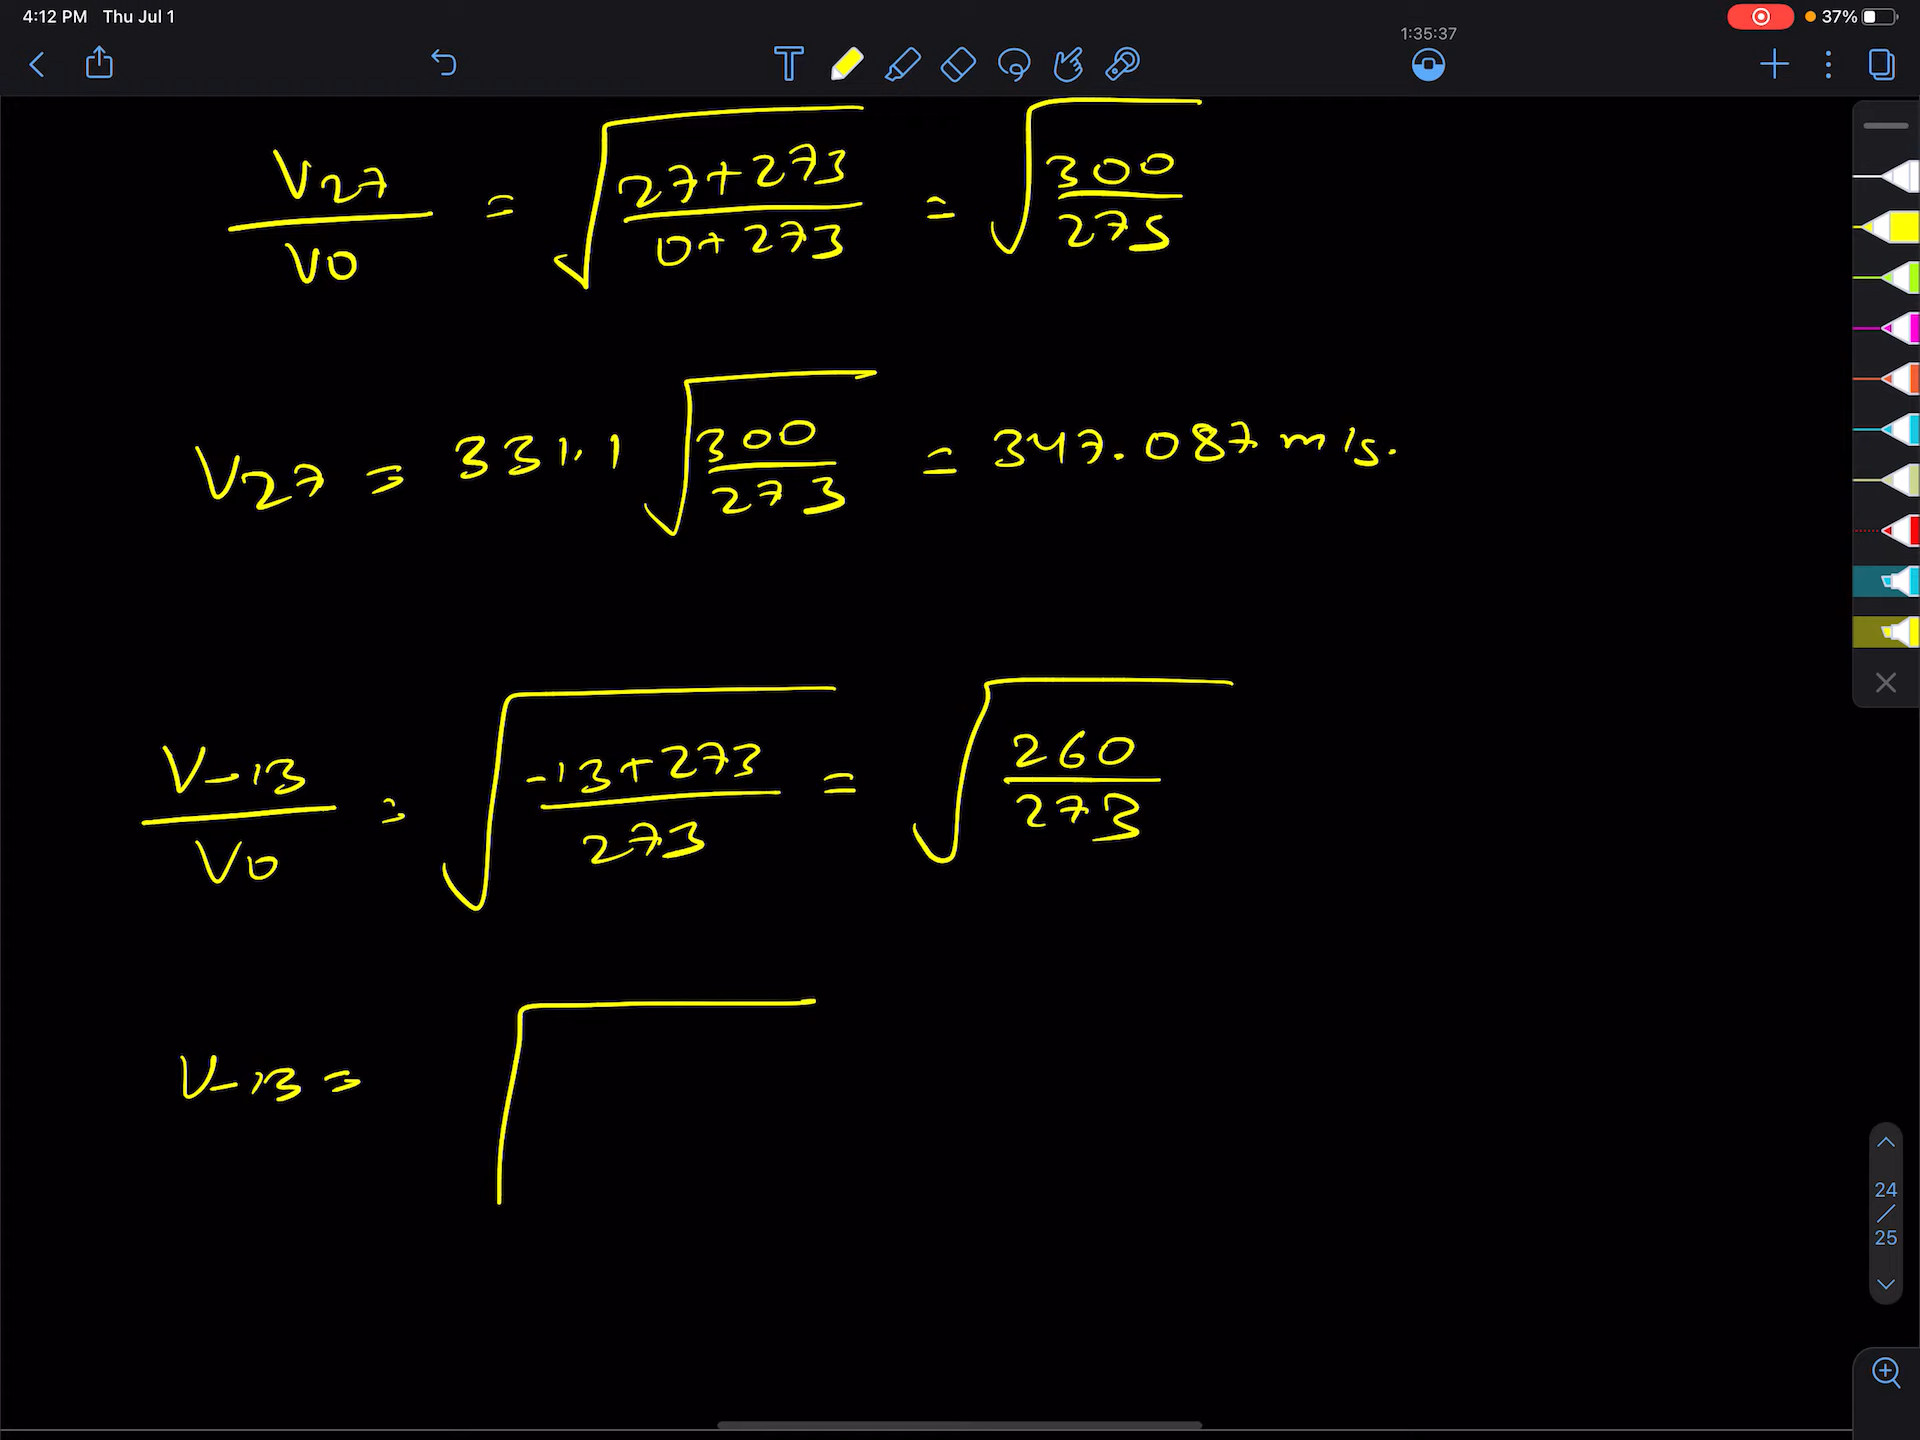 4:12 PM Thu Jul 1
37%
1:35:37
T
V27/V0 = √(27+273/0+273) = √(300/275)
V27 = 331.1 √(300/273) = 347.087 m/s.
V-13/V0 = √(-13+273/273) = √(260/273)
V-13 =
24
/
25